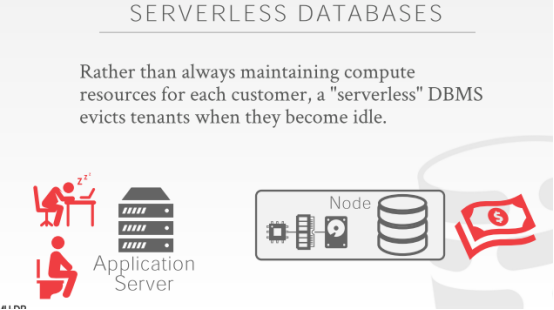 SERVERLESS DATABASES
Rather than always maintaining compute
resources for each customer, a "serverless" DBMS
evicts tenants when they become idle.
zzz
Node
$
Application
Server